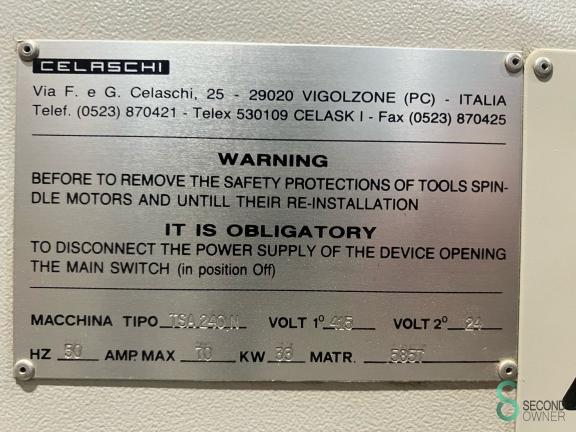 CELASCHI
Via F. e G. Celaschi, 25 - 29020 VIGOLZONE (PC) - ITALIA
Telef. (0523) 870421 - Telex 530109 CELASK I - Fax (0523) 870425
WARNING
BEFORE TO REMOVE THE SAFETY PROTECTIONS OF TOOLS SPIN-
DLE MOTORS AND UNTILL THEIR RE-INSTALLATION
IT IS OBLIGATORY
TO DISCONNECT THE POWER SUPPLY OF THE DEVICE OPENING
THE MAIN SWITCH (in position Off)
MACCHINA TIPO TSA 240 N VOLT 1° 415 VOLT 2° 24
HZ 50 AMP. MAX 70 KW 33 MATR. 5857
SECOND
OWNER